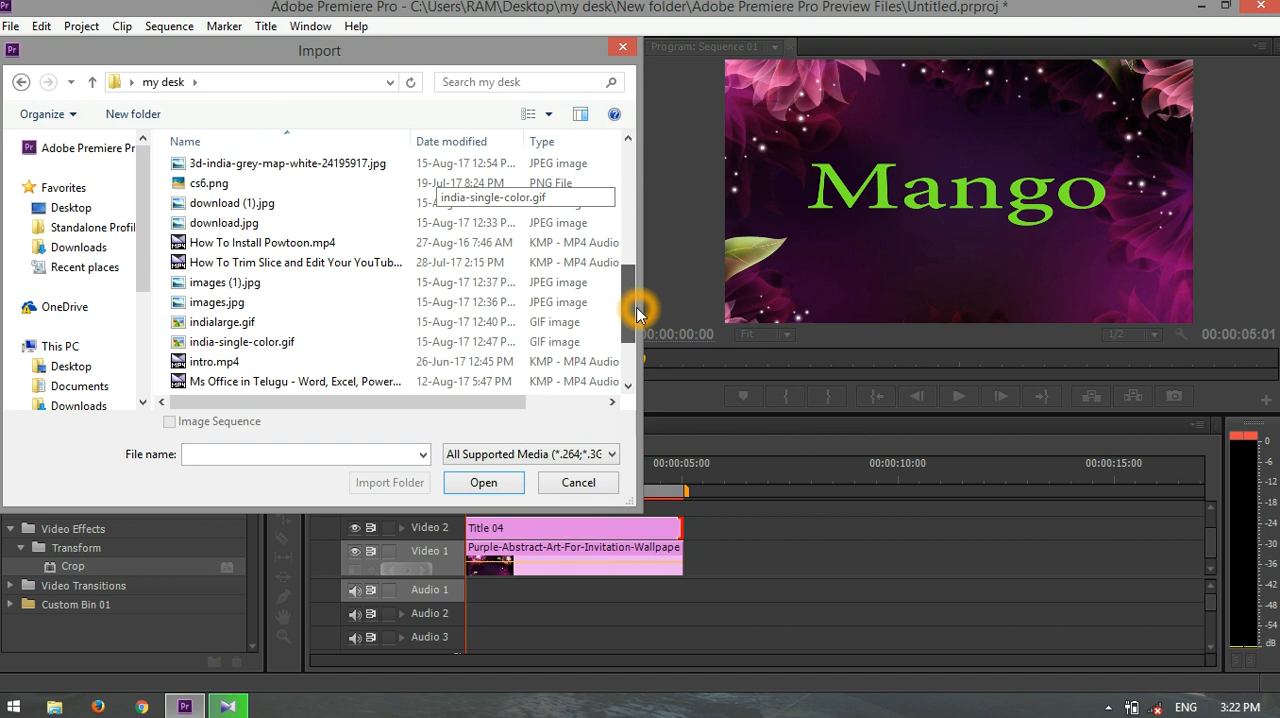 Adobe Premiere Pro - C:\Users\RAM\Desktop\my desk\New folder\Adobe Premiere Pro Preview Files\Untitled.prproj *
File Edit Project Clip Sequence Marker Title Window Help
Import
Program: Sequence 01
my desk
Search my desk
Organize New folder
Name Date modified Type
Adobe Premiere Pr
Favorites
Desktop
Standalone Profil
Downloads
Recent places
OneDrive
This PC
Desktop
Documents
Downloads
3d-india-grey-map-white-24195917.jpg 15-Aug-17 12:54 P... JPEG image
cs6.png 19-Jul-17 8:24 PM PNG File
india-single-color.gif
download (1).jpg
download.jpg 15-Aug-17 12:33 P... JPEG image
How To Install Powtoon.mp4 27-Aug-16 7:46 AM KMP - MP4 Audio
How To Trim Slice and Edit Your YouTub... 28-Jul-17 2:15 PM KMP - MP4 Audio
images (1).jpg 15-Aug-17 12:37 P... JPEG image
images.jpg 15-Aug-17 12:36 P... JPEG image
indialarge.gif 15-Aug-17 12:40 P... GIF image
india-single-color.gif 15-Aug-17 12:47 P... GIF image
intro.mp4 26-Jun-17 12:45 PM KMP - MP4 Audio
Ms Office in Telugu - Word, Excel, Power... 12-Aug-17 5:47 PM KMP - MP4 Audio
Image Sequence
File name: All Supported Media (*.264;*.3G
Import Folder Open Cancel
Mango
00:00:00:00 Fit 1/2 00:00:05:01
00:00:05:00 00:00:10:00 00:00:15:00
Video Effects
Transform
Crop
Video Transitions
Custom Bin 01
Video 2 Title 04
Video 1 Purple-Abstract-Art-For-Invitation-Wallpape
Audio 1
Audio 2
Audio 3
0
-6
-12
-18
-24
-30
-36
-42
-48
-54
dB
S S
ENG 3:22 PM